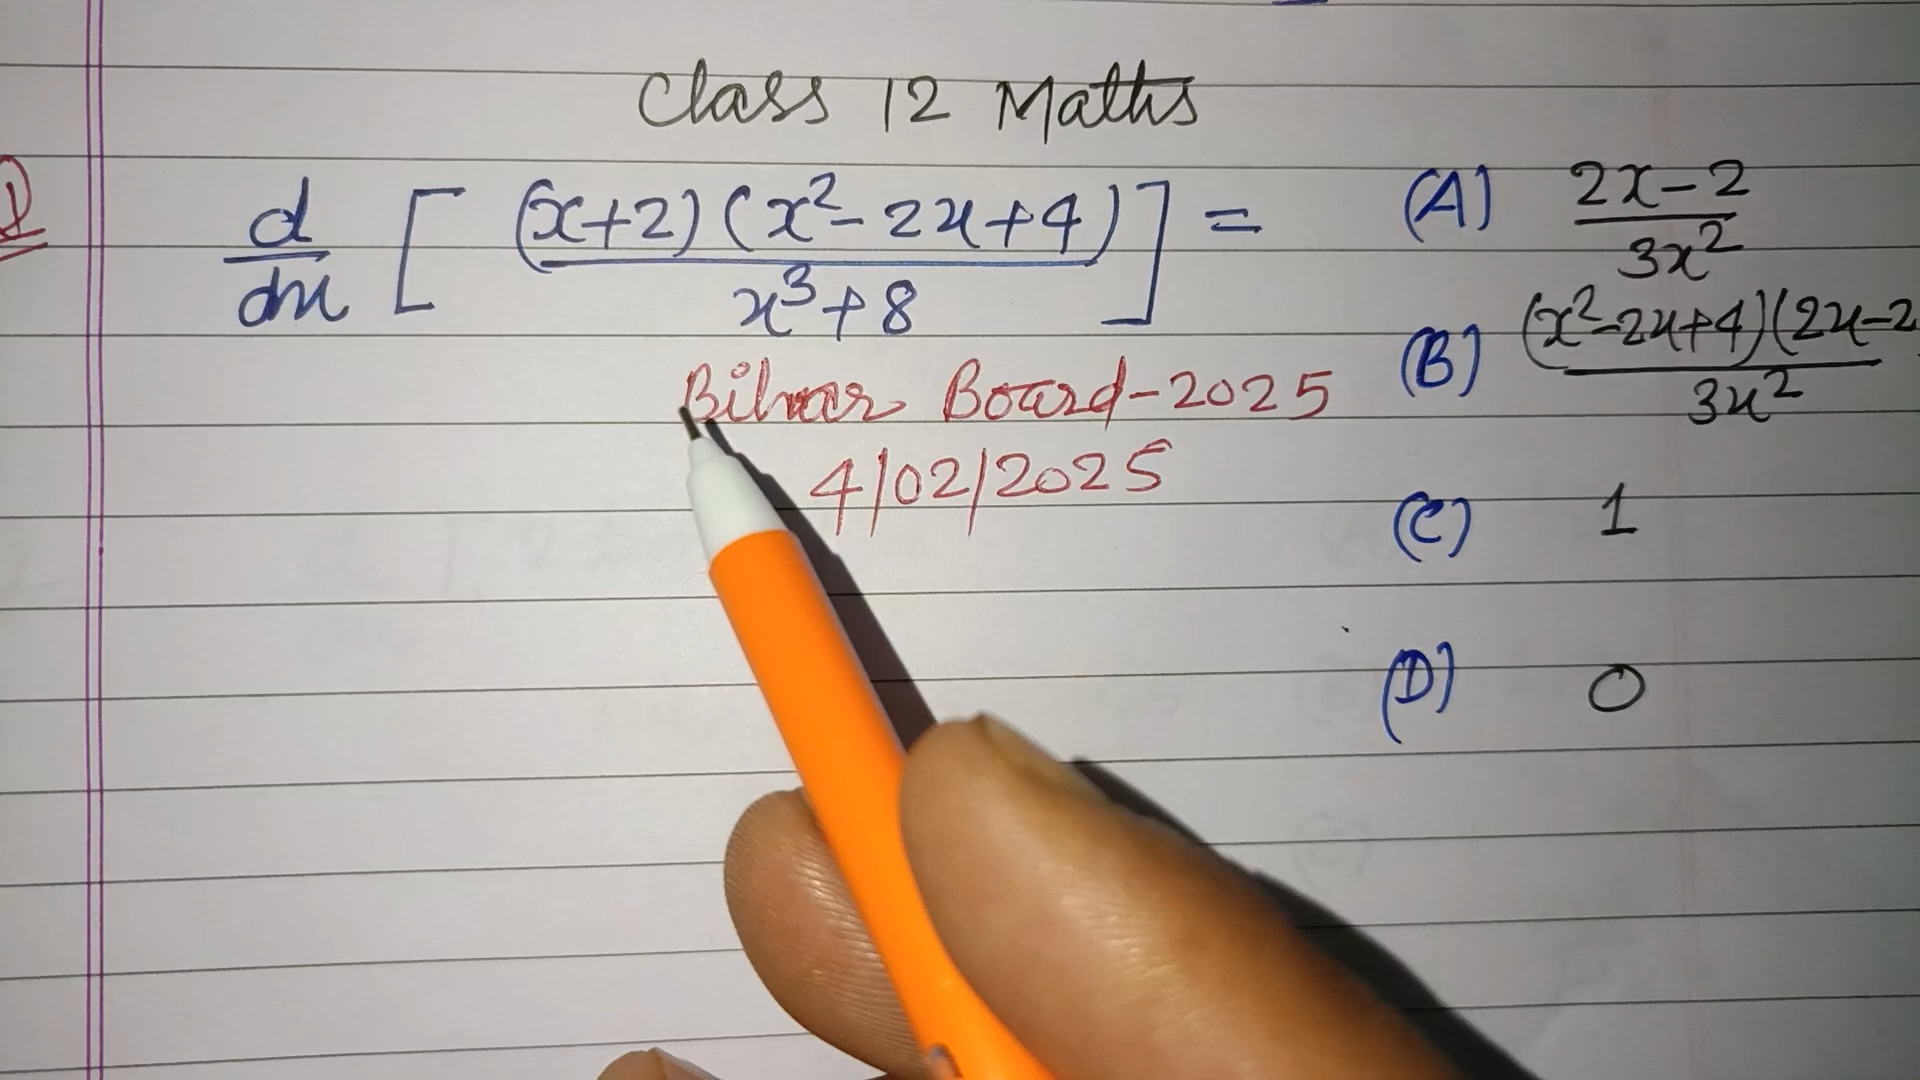 Class 12 Maths
1)
d/dx [ (x+2)(x²-2x+4) / x³+8 ] =
(A) 2x-2 / 3x²
(B) (x²-2x+4)(2x-2 / 3x²
(C) 1
(D) 0
Bihar Board-2025
4/02/2025